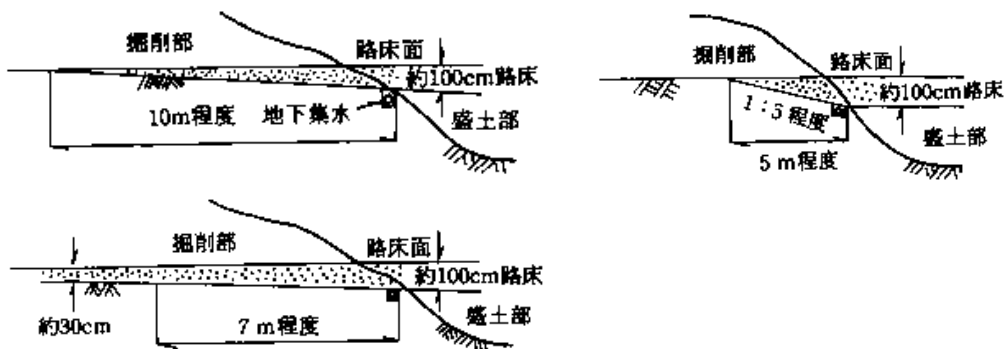 掘削部
路床面
約100cm路床
10m程度
地下集水
盛土部
掘削部
路床面
約100cm路床
1:5程度
盛土部
5m程度
掘削部
路床面
約100cm路床
約30cm
7m程度
盛土部